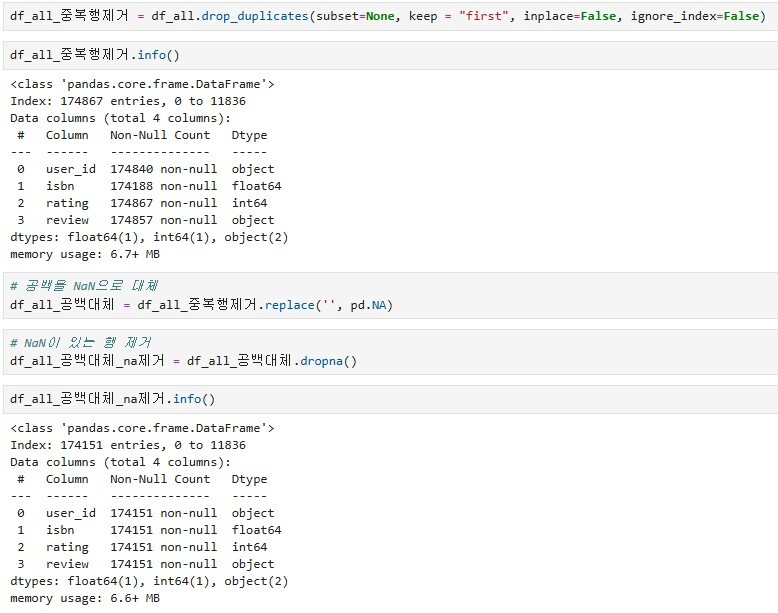 df_all_중복행제거 = df_all.drop_duplicates(subset=None, keep = "first", inplace=False, ignore_index=False)
df_all_중복행제거.info()
<class 'pandas.core.frame.DataFrame'>
Index: 174867 entries, 0 to 11836
Data columns (total 4 columns):
 #   Column   Non-Null Count   Dtype
---  ------   --------------   -----
 0   user_id  174840 non-null  object
 1   isbn     174188 non-null  float64
 2   rating   174867 non-null  int64
 3   review   174857 non-null  object
dtypes: float64(1), int64(1), object(2)
memory usage: 6.7+ MB
# 공백을 NaN으로 대체
df_all_공백대체 = df_all_중복행제거.replace('', pd.NA)
# NaN이 있는 행 제거
df_all_공백대체_na제거 = df_all_공백대체.dropna()
df_all_공백대체_na제거.info()
<class 'pandas.core.frame.DataFrame'>
Index: 174151 entries, 0 to 11836
Data columns (total 4 columns):
 #   Column   Non-Null Count   Dtype
---  ------   --------------   -----
 0   user_id  174151 non-null  object
 1   isbn     174151 non-null  float64
 2   rating   174151 non-null  int64
 3   review   174151 non-null  object
dtypes: float64(1), int64(1), object(2)
memory usage: 6.6+ MB